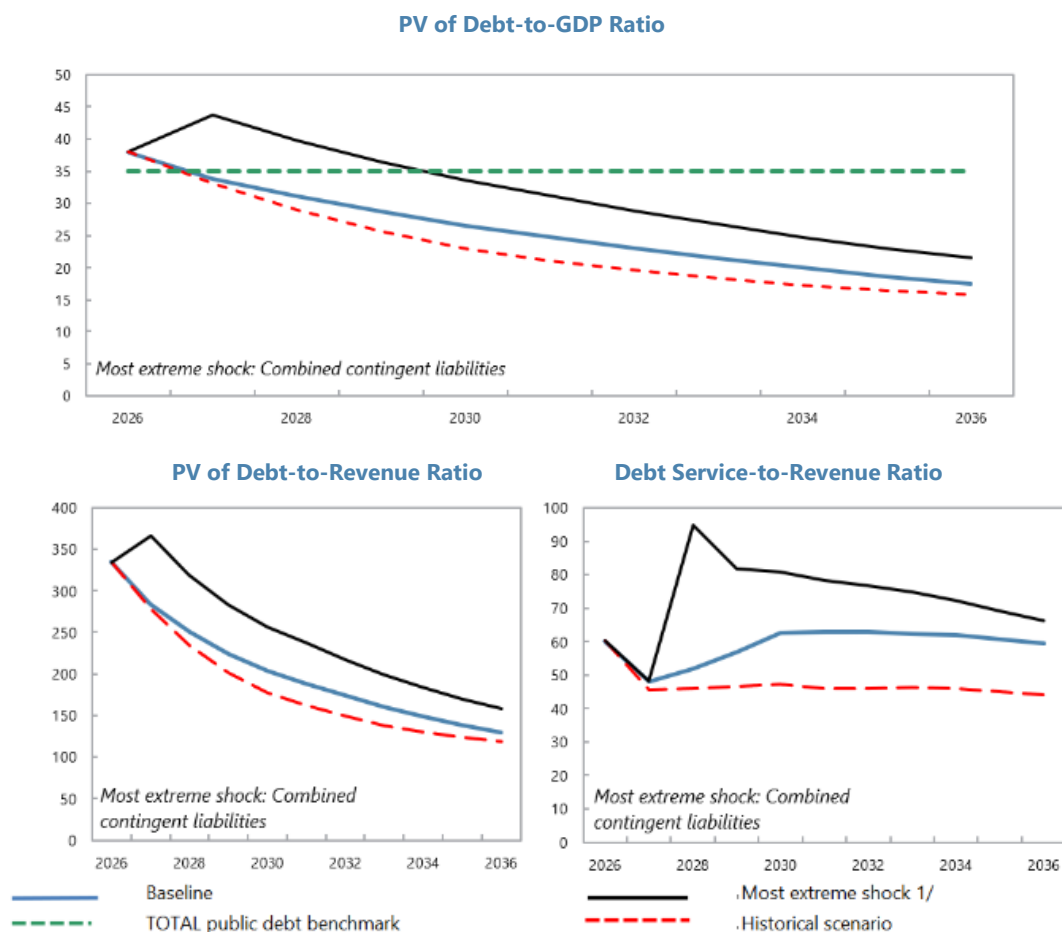 PV of Debt-to-GDP Ratio
50
45
40
35
30
25
20
15
10
5
0
Most extreme shock: Combined contingent liabilities
2026 2028 2030 2032 2034 2036
PV of Debt-to-Revenue Ratio
400
350
300
250
200
150
100
50
0
Most extreme shock: Combined
contingent liabilities
2026 2028 2030 2032 2034 2036
Debt Service-to-Revenue Ratio
100
90
80
70
60
50
40
30
20
10
0
Most extreme shock: Combined
contingent liabilities
2026 2028 2030 2032 2034 2036
Baseline
TOTAL public debt benchmark
Most extreme shock 1/
Historical scenario